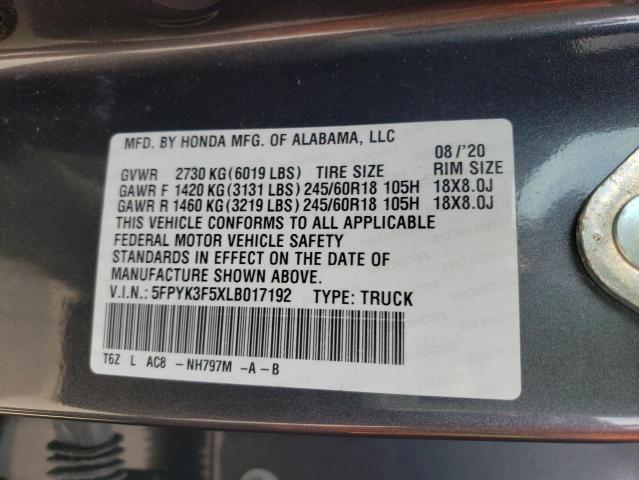 MFD. BY HONDA MFG. OF ALABAMA, LLC 08/'20
GVWR 2730 KG(6019 LBS) TIRE SIZE RIM SIZE
GAWR F 1420 KG(3131 LBS) 245/60R18 105H 18X8.0J
GAWR R 1460 KG(3219 LBS) 245/60R18 105H 18X8.0J
THIS VEHICLE CONFORMS TO ALL APPLICABLE
FEDERAL MOTOR VEHICLE SAFETY
STANDARDS IN EFFECT ON THE DATE OF
MANUFACTURE SHOWN ABOVE.
V.I.N.: 5FPYK3F5XLB017192 TYPE: TRUCK
T6Z L AC8 -NH797M -A-B